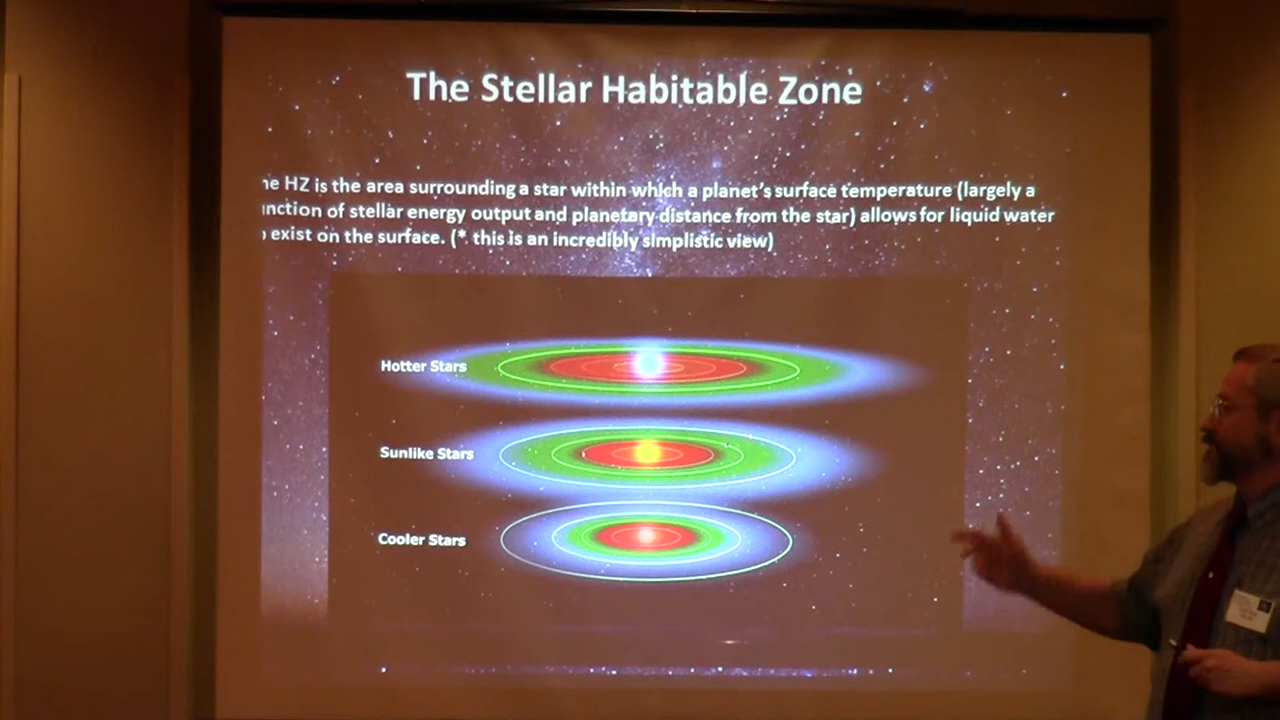 The Stellar Habitable Zone
he HZ is the area surrounding a star within which a planet's surface temperature (largely a
nction of stellar energy output and planetary distance from the star) allows for liquid water
exist on the surface. (* this is an incredibly simplistic view)
Hotter Stars
Sunlike Stars
Cooler Stars